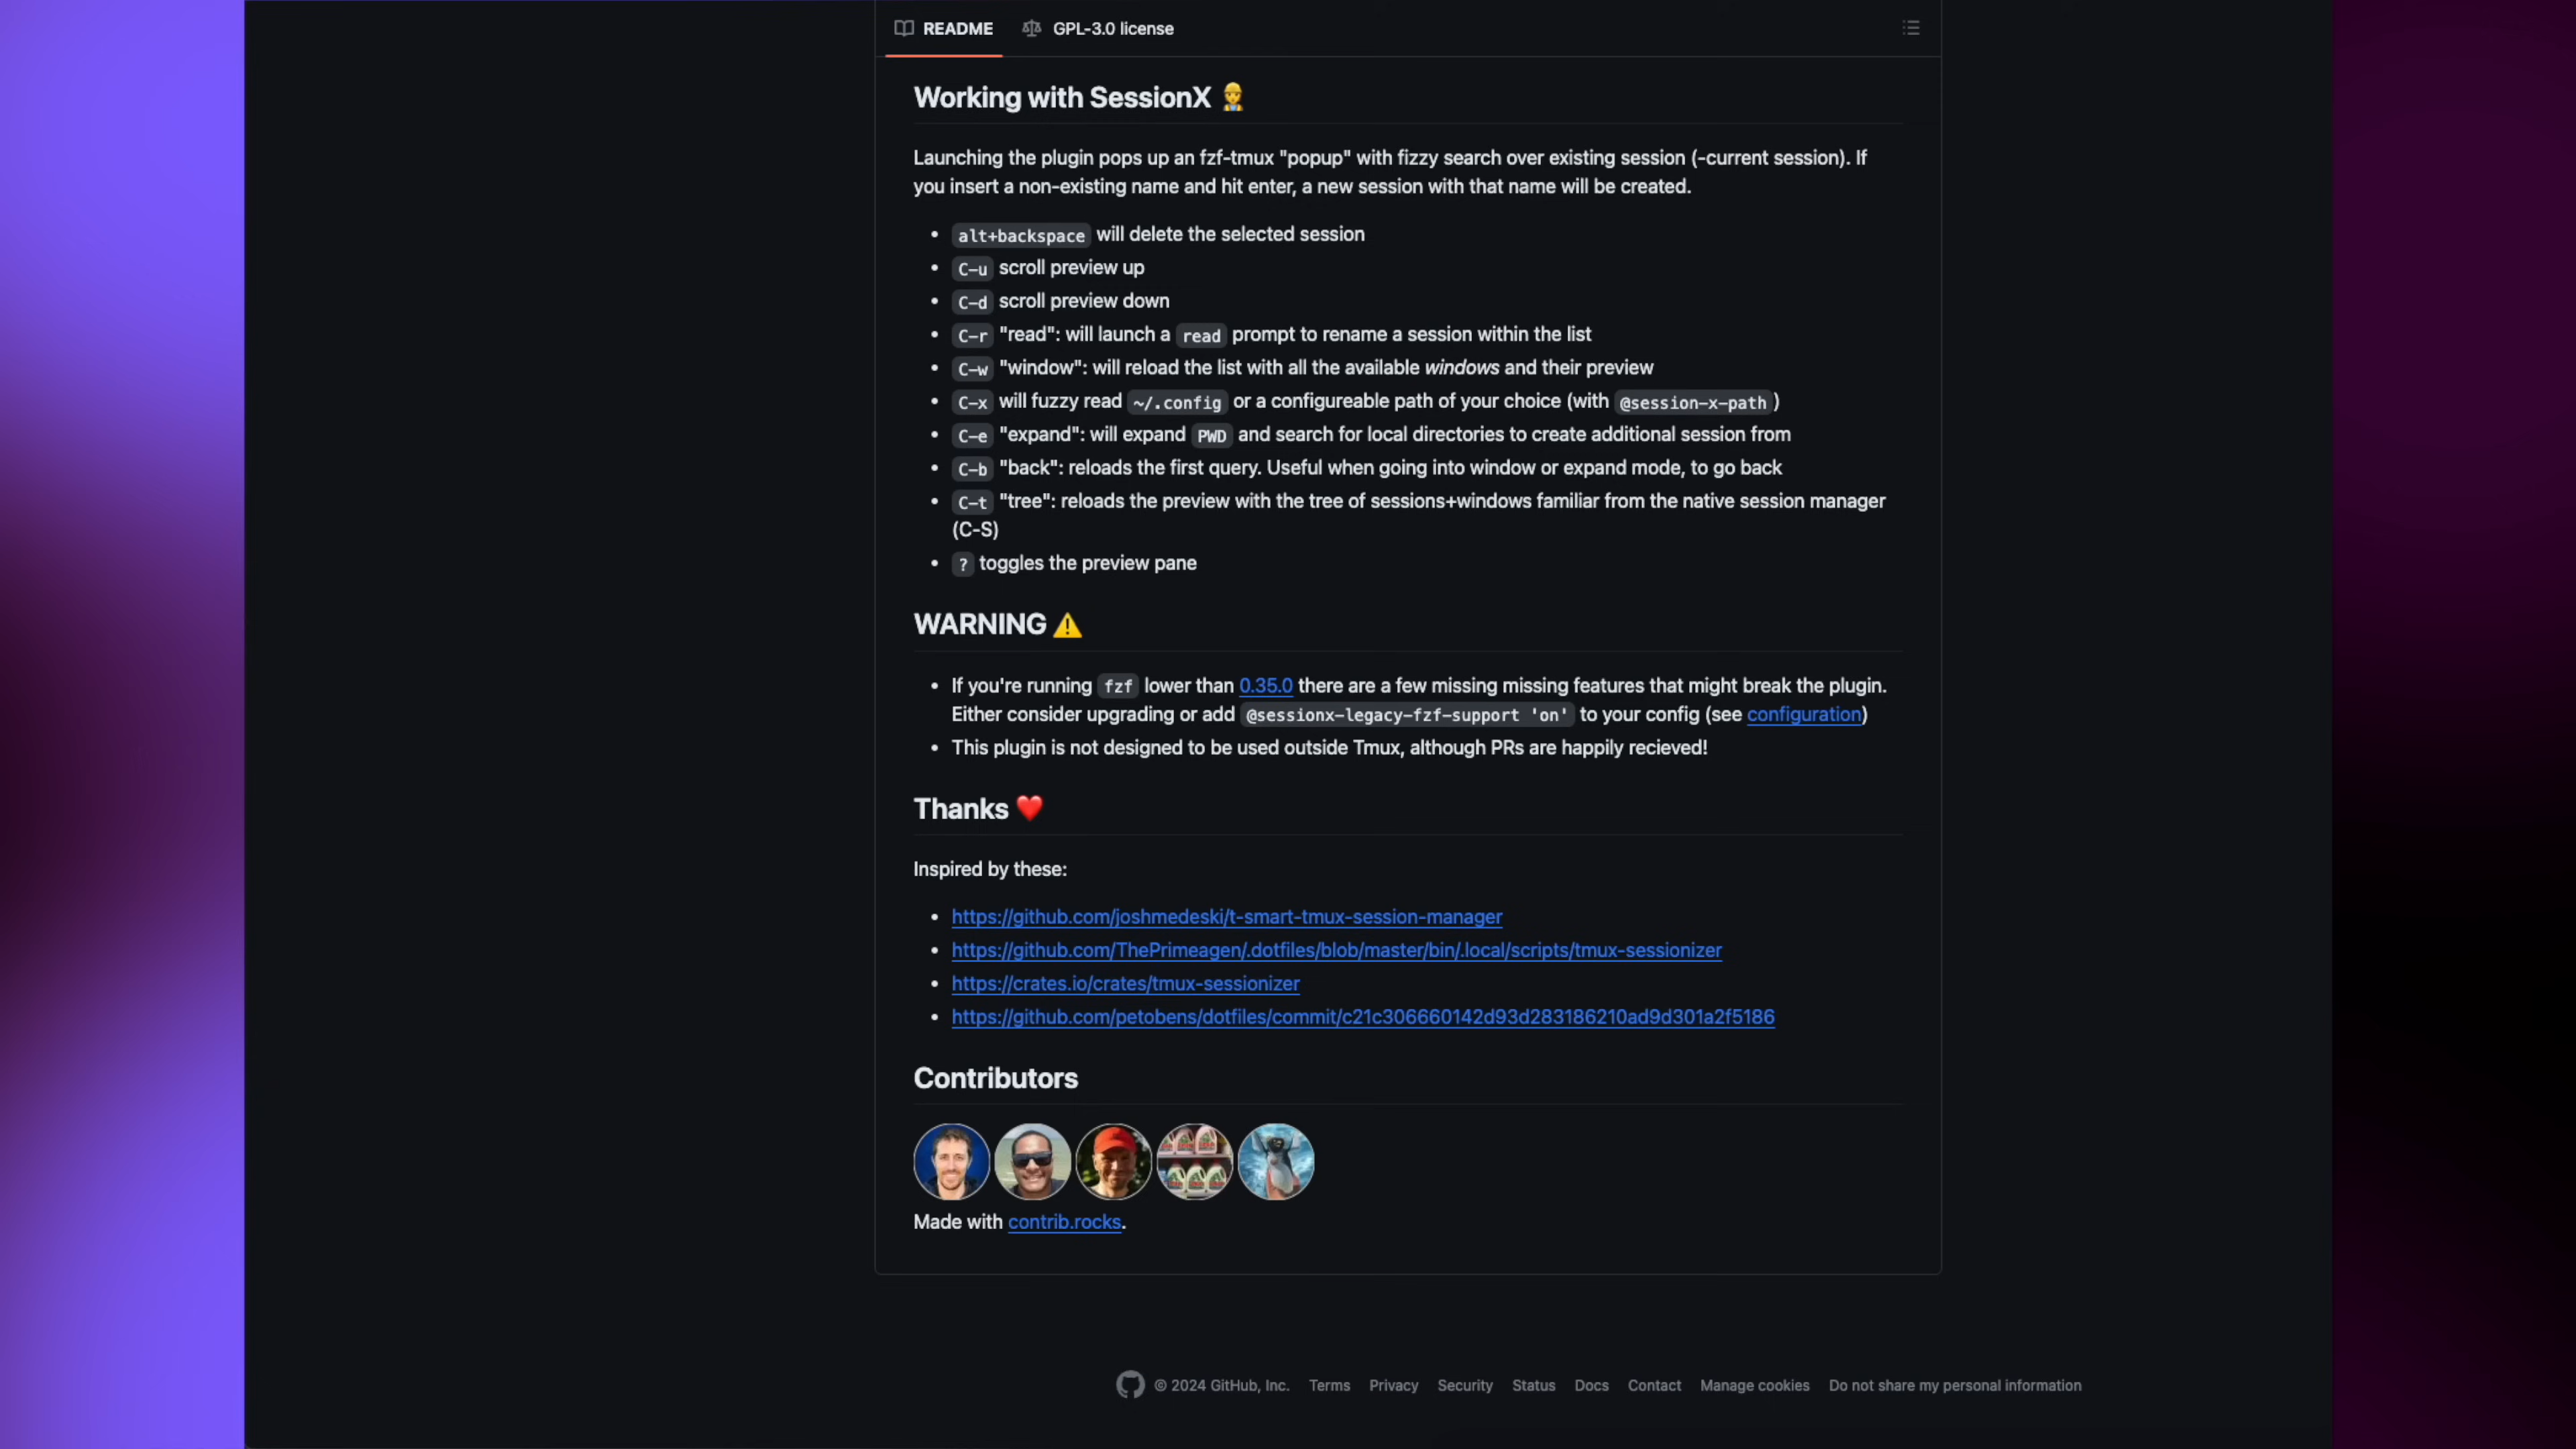 README GPL-3.0 license
Working with SessionX 👷
Launching the plugin pops up an fzf-tmux "popup" with fizzy search over existing session (-current session). If
you insert a non-existing name and hit enter, a new session with that name will be created.
• alt+backspace will delete the selected session
• C-u scroll preview up
• C-d scroll preview down
• C-r "read": will launch a read prompt to rename a session within the list
• C-w "window": will reload the list with all the available windows and their preview
• C-x will fuzzy read ~/.config or a configureable path of your choice (with @session-x-path )
• C-e "expand": will expand PWD and search for local directories to create additional session from
• C-b "back": reloads the first query. Useful when going into window or expand mode, to go back
• C-t "tree": reloads the preview with the tree of sessions+windows familiar from the native session manager
(C-S)
• ? toggles the preview pane
WARNING ⚠️
• If you're running fzf lower than 0.35.0 there are a few missing missing features that might break the plugin.
Either consider upgrading or add @sessionx-legacy-fzf-support 'on' to your config (see configuration)
• This plugin is not designed to be used outside Tmux, although PRs are happily recieved!
Thanks ❤️
Inspired by these:
• https://github.com/joshmedeski/t-smart-tmux-session-manager
• https://github.com/ThePrimeagen/.dotfiles/blob/master/bin/.local/scripts/tmux-sessionizer
• https://crates.io/crates/tmux-sessionizer
• https://github.com/petobens/dotfiles/commit/c21c306660142d93d283186210ad9d301a2f5186
Contributors
Made with contrib.rocks.
© 2024 GitHub, Inc. Terms Privacy Security Status Docs Contact Manage cookies Do not share my personal information